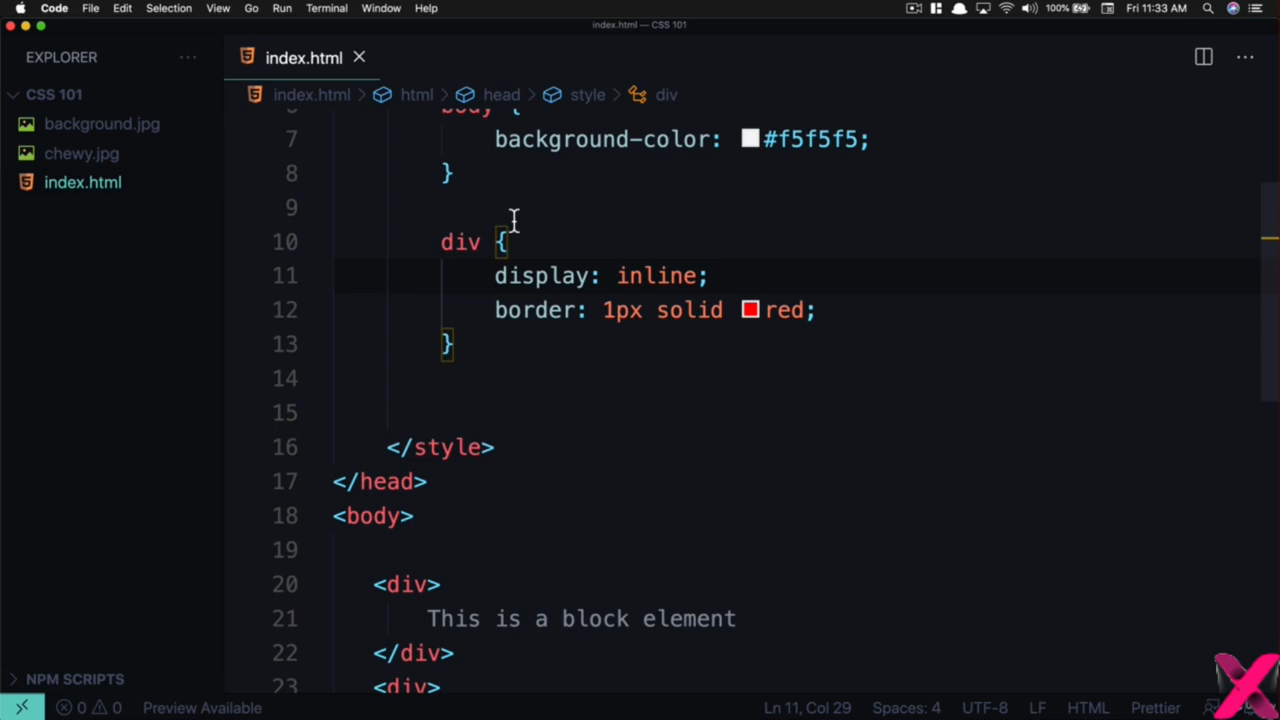 Code File Edit Selection View Go Run Terminal Window Help 100% Fri 11:33 AM
index.html — CSS 101
EXPLORER
index.html
CSS 101
background.jpg
chewy.jpg
index.html
index.html > html > head > style > div
6 body {
7 background-color: #f5f5f5;
8 }
9
10 div {
11 display: inline;
12 border: 1px solid red;
13 }
14
15
16 </style>
17 </head>
18 <body>
19
20 <div>
21 This is a block element
22 </div>
23 <div>
NPM SCRIPTS
0 0 Preview Available Ln 11, Col 29 Spaces: 4 UTF-8 LF HTML Prettier